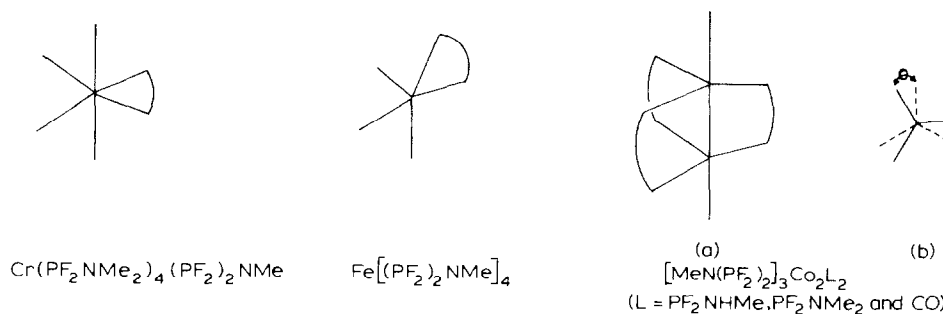 θ
(a)
(b)
Cr(PF₂NMe₂)₄(PF₂)₂NMe
Fe[(PF₂)₂NMe]₄
[MeN(PF₂)₂]₃Co₂L₂
(L = PF₂NHMe,PF₂NMe₂ and CO)